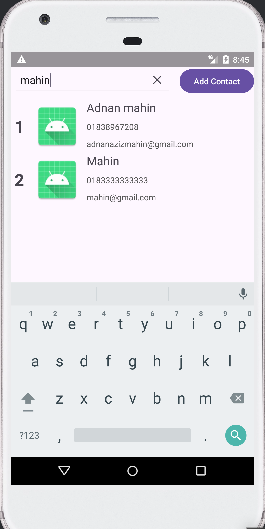 8:45
mahin
Add Contact
1
Adnan mahin
01838967208
adnanazizmahin@gmail.com
2
Mahin
0183333333333
mahin@gmail.com
1 2 3 4 5 6 7 8 9 0
q w e r t y u i o p
a s d f g h j k l
z x c v b n m
?123 , .